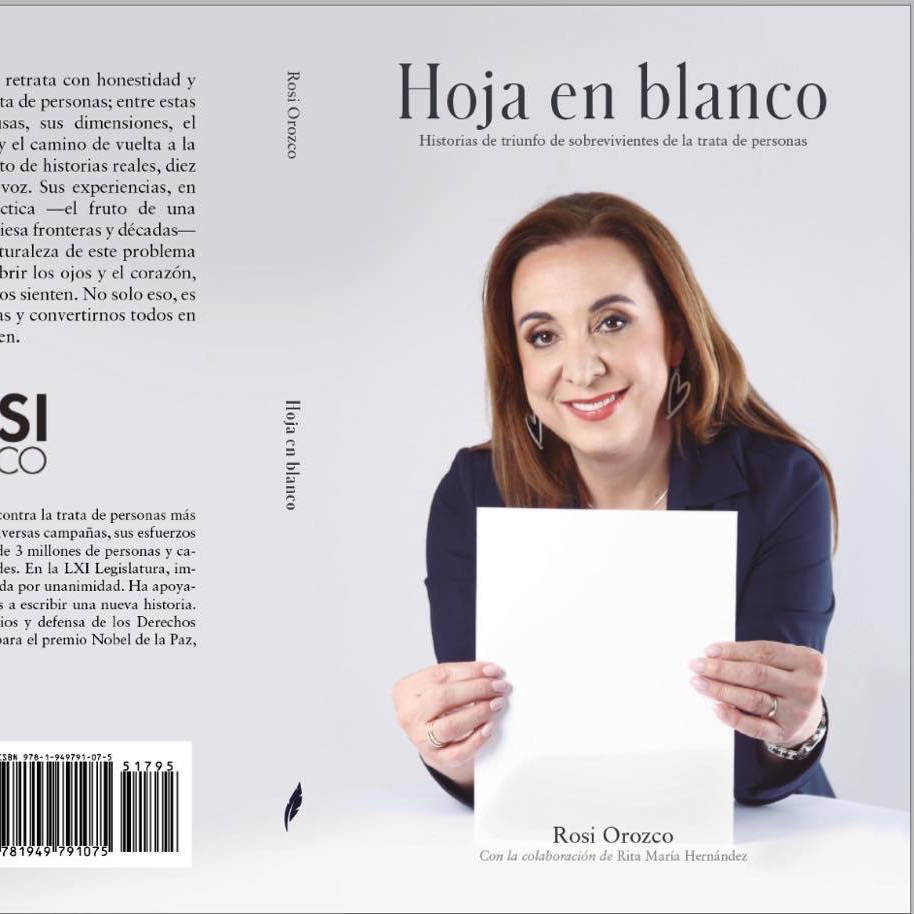 retrata con honestidad y
ta de personas; entre estas
usas, sus dimensiones, el
y el camino de vuelta a la
to de historias reales, diez
voz. Sus experiencias, en
ctica —el fruto de una
iesa fronteras y décadas—
turaleza de este problema
brir los ojos y el corazón,
os sienten. No solo eso, es
as y convertirnos todos en
en.
SI
CO
contra la trata de personas más
versas campañas, sus esfuerzos
de 3 millones de personas y ca-
des. En la LXI Legislatura, im-
da por unanimidad. Ha apoya-
s a escribir una nueva historia.
ios y defensa de los Derechos
para el premio Nobel de la Paz,
ISBN 978-1-949791-07-5
51795
781949 791075
Rosi Orozco
Hoja en blanco
Hoja en blanco
Historias de triunfo de sobrevivientes de la trata de personas
Rosi Orozco
Con la colaboración de Rita María Hernández